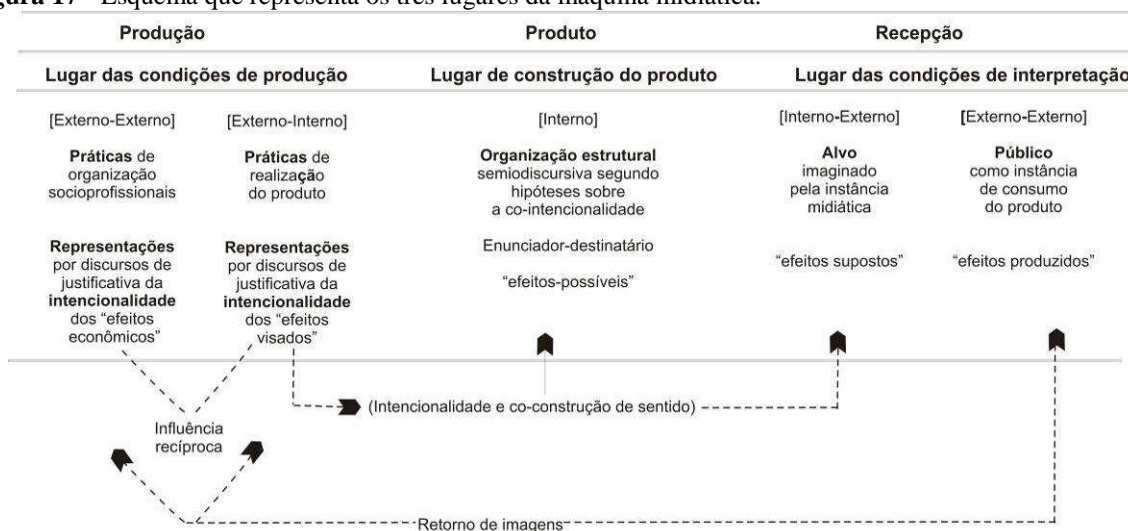 gura 17 - Esquema que representa os três lugares da máquina midiática.
Produção
Produto
Recepção
Lugar das condições de produção
Lugar de construção do produto
Lugar das condições de interpretação
[Externo-Externo]
Práticas de
organização
socioprofissionais
Representações
por discursos de
justificativa da
intencionalidade
dos “efeitos
econômicos”
[Externo-Interno]
Práticas de
realização
do produto
Representações
por discursos de
justificativa da
intencionalidade
dos “efeitos
visados”
[Interno]
Organização estrutural
semiodiscursiva segundo
hipóteses sobre
a co-intencionalidade
Enunciador-destinatário
“efeitos-possíveis”
[Interno-Externo]
Alvo
imaginado
pela instância
midiática
“efeitos supostos”
[Externo-Externo]
Público
como instância
de consumo
do produto
“efeitos produzidos”
(Intencionalidade e co-construção de sentido)
Influência
recíproca
Retorno de imagens